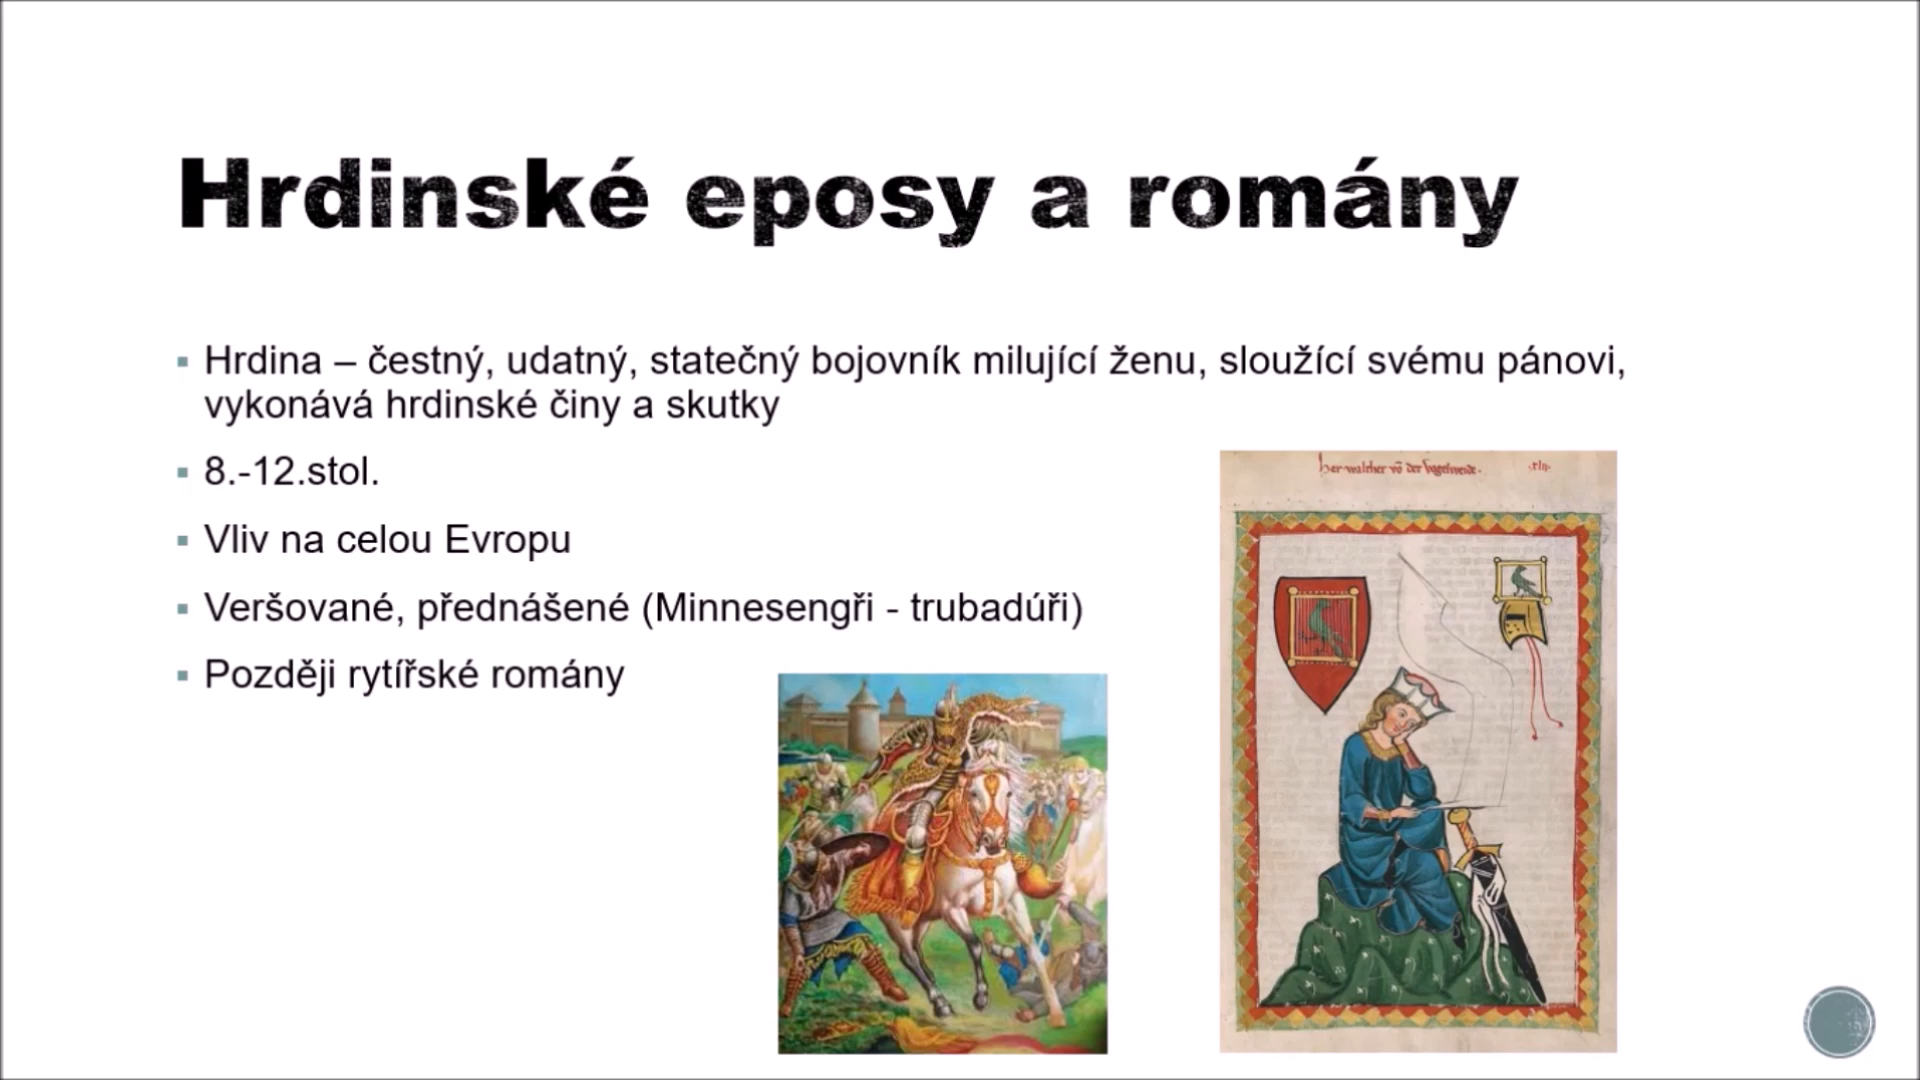 Hrdinské eposy a romány
Hrdina – čestný, udatný, statečný bojovník milující ženu, sloužící svému pánovi,
vykonává hrdinské činy a skutky
8.-12.stol.
Vliv na celou Evropu
Veršované, přednášené (Minnesengři - trubadúři)
Později rytířské romány